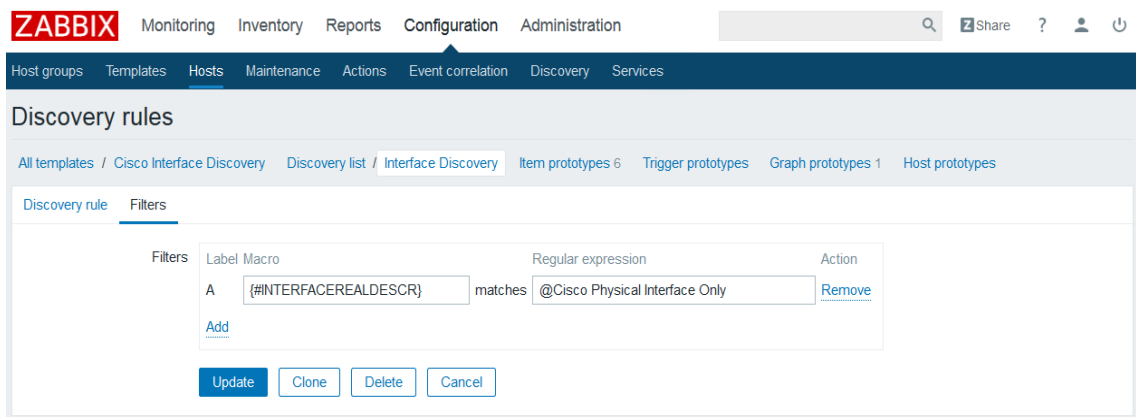 ZABBIX Monitoring Inventory Reports Configuration Administration Z Share ?
Host groups Templates Hosts Maintenance Actions Event correlation Discovery Services
Discovery rules
All templates / Cisco Interface Discovery Discovery list / Interface Discovery Item prototypes 6 Trigger prototypes Graph prototypes 1 Host prototypes
Discovery rule Filters
Filters Label Macro Regular expression Action
A {#INTERFACEREALDESCR} matches @Cisco Physical Interface Only Remove
Add
Update Clone Delete Cancel